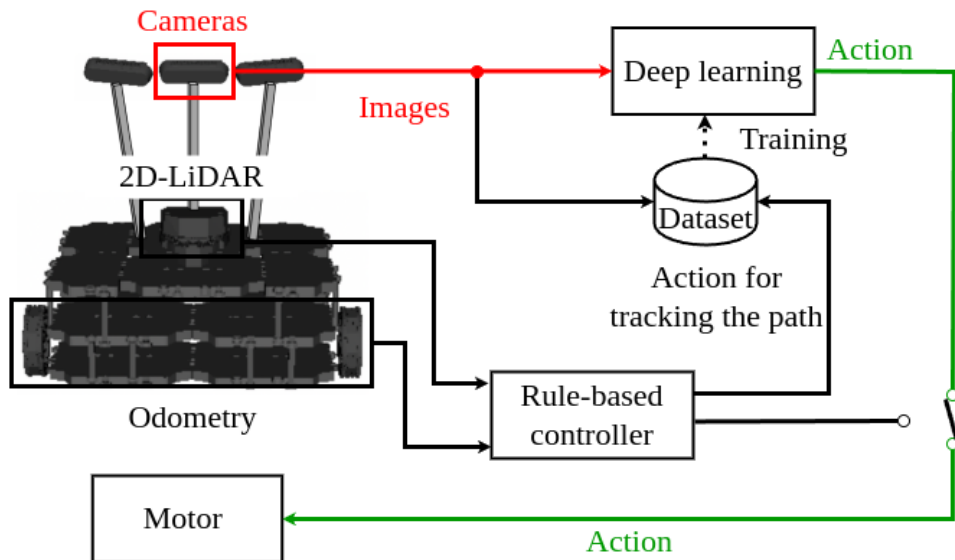 Cameras
Action
Deep learning
Images
Training
2D-LiDAR
Dataset
Action for
tracking the path
Rule-based
controller
Odometry
Motor
Action